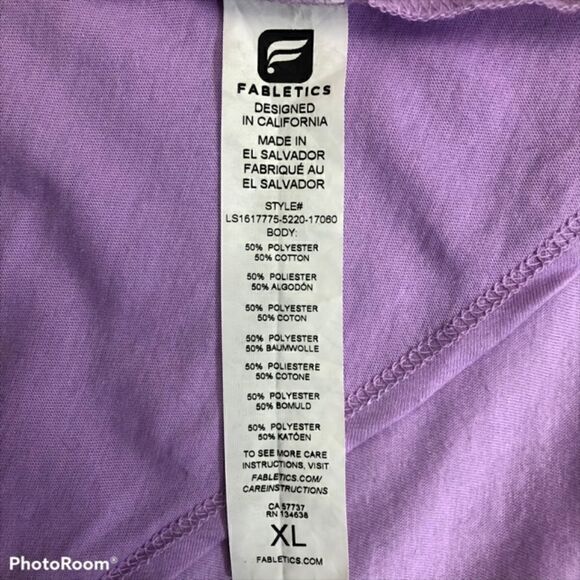 FABLETICS
DESIGNED
IN CALIFORNIA
MADE IN
EL SALVADOR
FABRIQUÉ AU
EL SALVADOR
STYLE#
LS1617775-5220-17060
BODY:
50% POLYESTER
50% COTTON
50% POLIESTER
50% ALGODÓN
50% POLYESTER
50% COTON
50% POLYESTER
50% BAUMWOLLE
50% POLIESTERE
50% COTONE
50% POLYESTER
50% BOMULD
50% POLYESTER
50% KATÓEN
TO SEE MORE CARE
INSTRUCTIONS, VISIT
FABLETICS.COM/
CAREINSTRUCTIONS
CA 57737
RN 134638
XL
FABLETICS.COM
PhotoRoom®